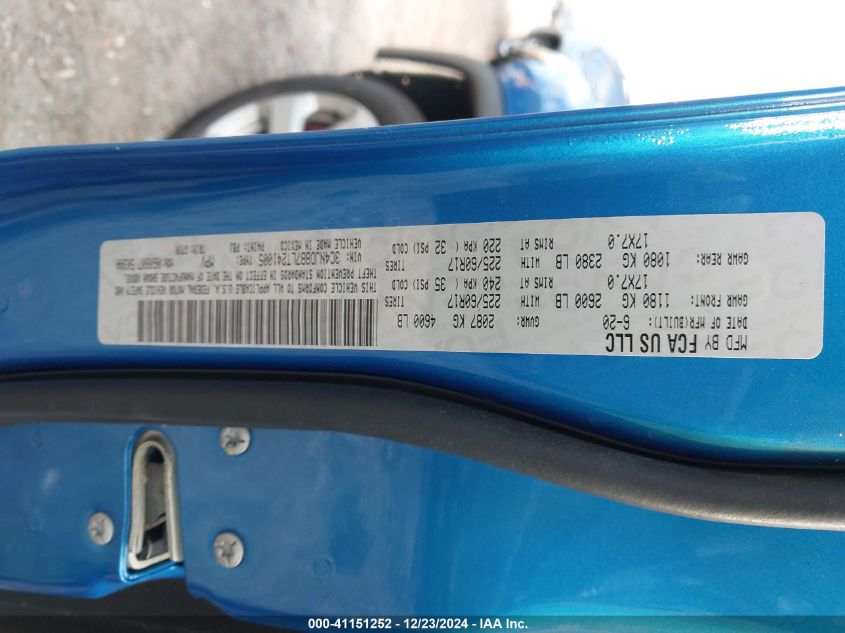 MFD BY FCA US LLC
DATE OF MFR(BUILT): 6-20 GVWR: 2087 KG 4600 LB
GAWR FRONT: 1180 KG 2600 LB 225/60R17 TIRES
17X7.0 RIMS AT 240 KPA ( 35 PSI) COLD
GAWR REAR: 1080 KG 2380 LB 225/60R17 TIRES
17X7.0 RIMS AT 220 KPA ( 32 PSI) COLD
THIS VEHICLE CONFORMS TO ALL APPLICABLE U.S.A. FEDERAL MOTOR VEHICLE SAFETY AND
THEFT PREVENTION STANDARDS IN EFFECT ON THE DATE OF MANUFACTURE SHOWN ABOVE.
VIN: 3C4NJDBB7LT241005 TYPE: MPV
VEHICLE MADE IN MEXICO PAINT: PBJ TRIM:
000-41151252 - 12/23/2024 - IAA Inc.